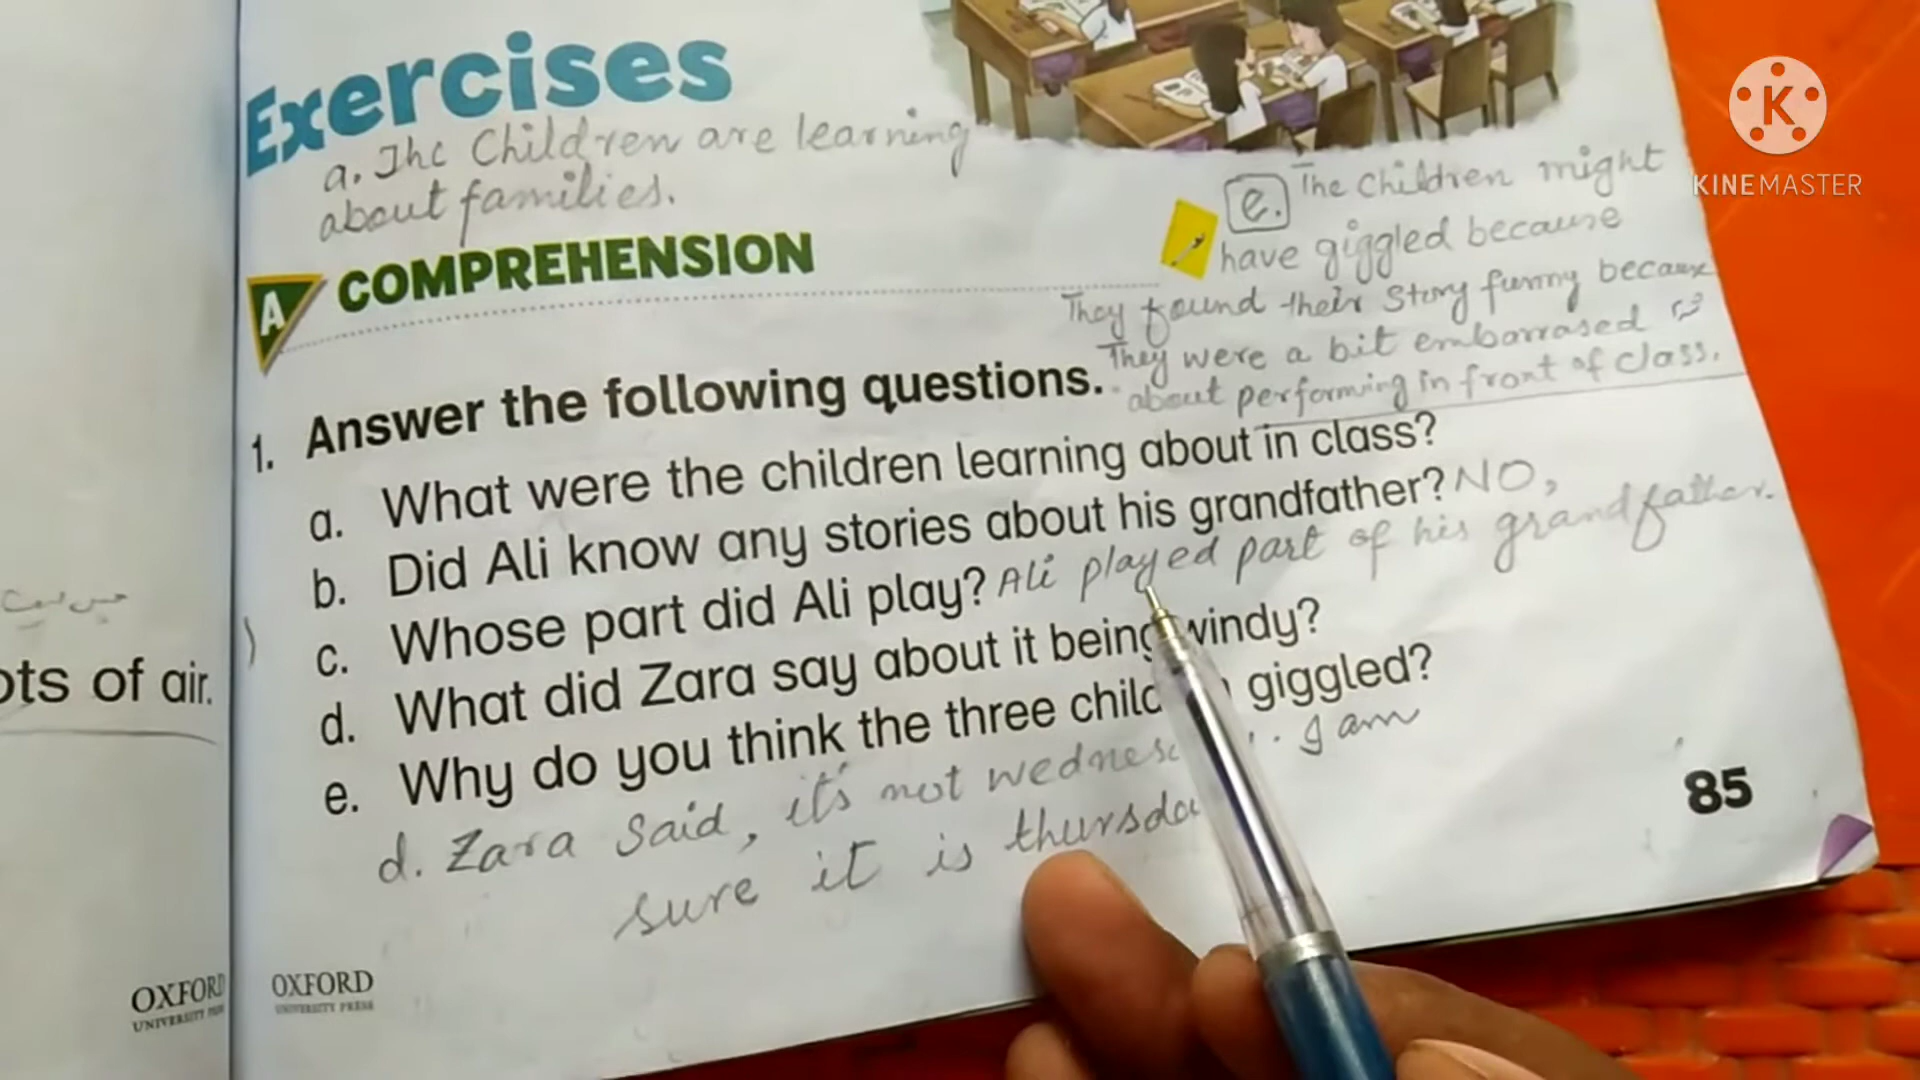 Exercises
a. The Children are learning
about families.
A COMPREHENSION
e. The Children might
have giggled because
They found their Story funny because
They were a bit embarrased
about performing in front of class.
1. Answer the following questions.
a. What were the children learning about in class?
b. Did Ali know any stories about his grandfather? NO,
c. Whose part did Ali play? Ali played part of his grandfather.
d. What did Zara say about it being windy?
e. Why do you think the three giggled?
d. Zara Said, it's not I am
sure it is
85
ots of air.
OXFORD
UNIVERSITY
OXFORD
UNIVERSITY PRESS
K
KINEMASTER